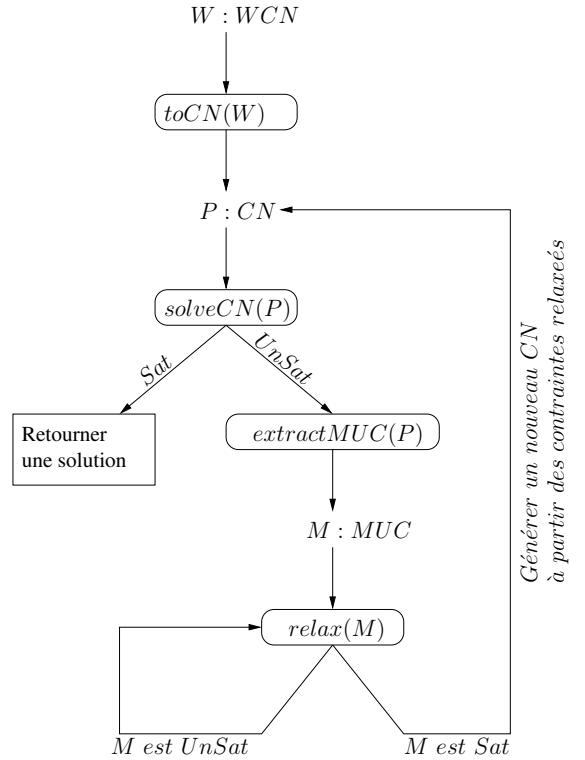 W : WCN
toCN(W)
P : CN
solveCN(P)
Sat
UnSat
Retourner
une solution
extractMUC(P)
M : MUC
relax(M)
M est UnSat
M est Sat
Générer un nouveau CN
à partir des contraintes relaxeés